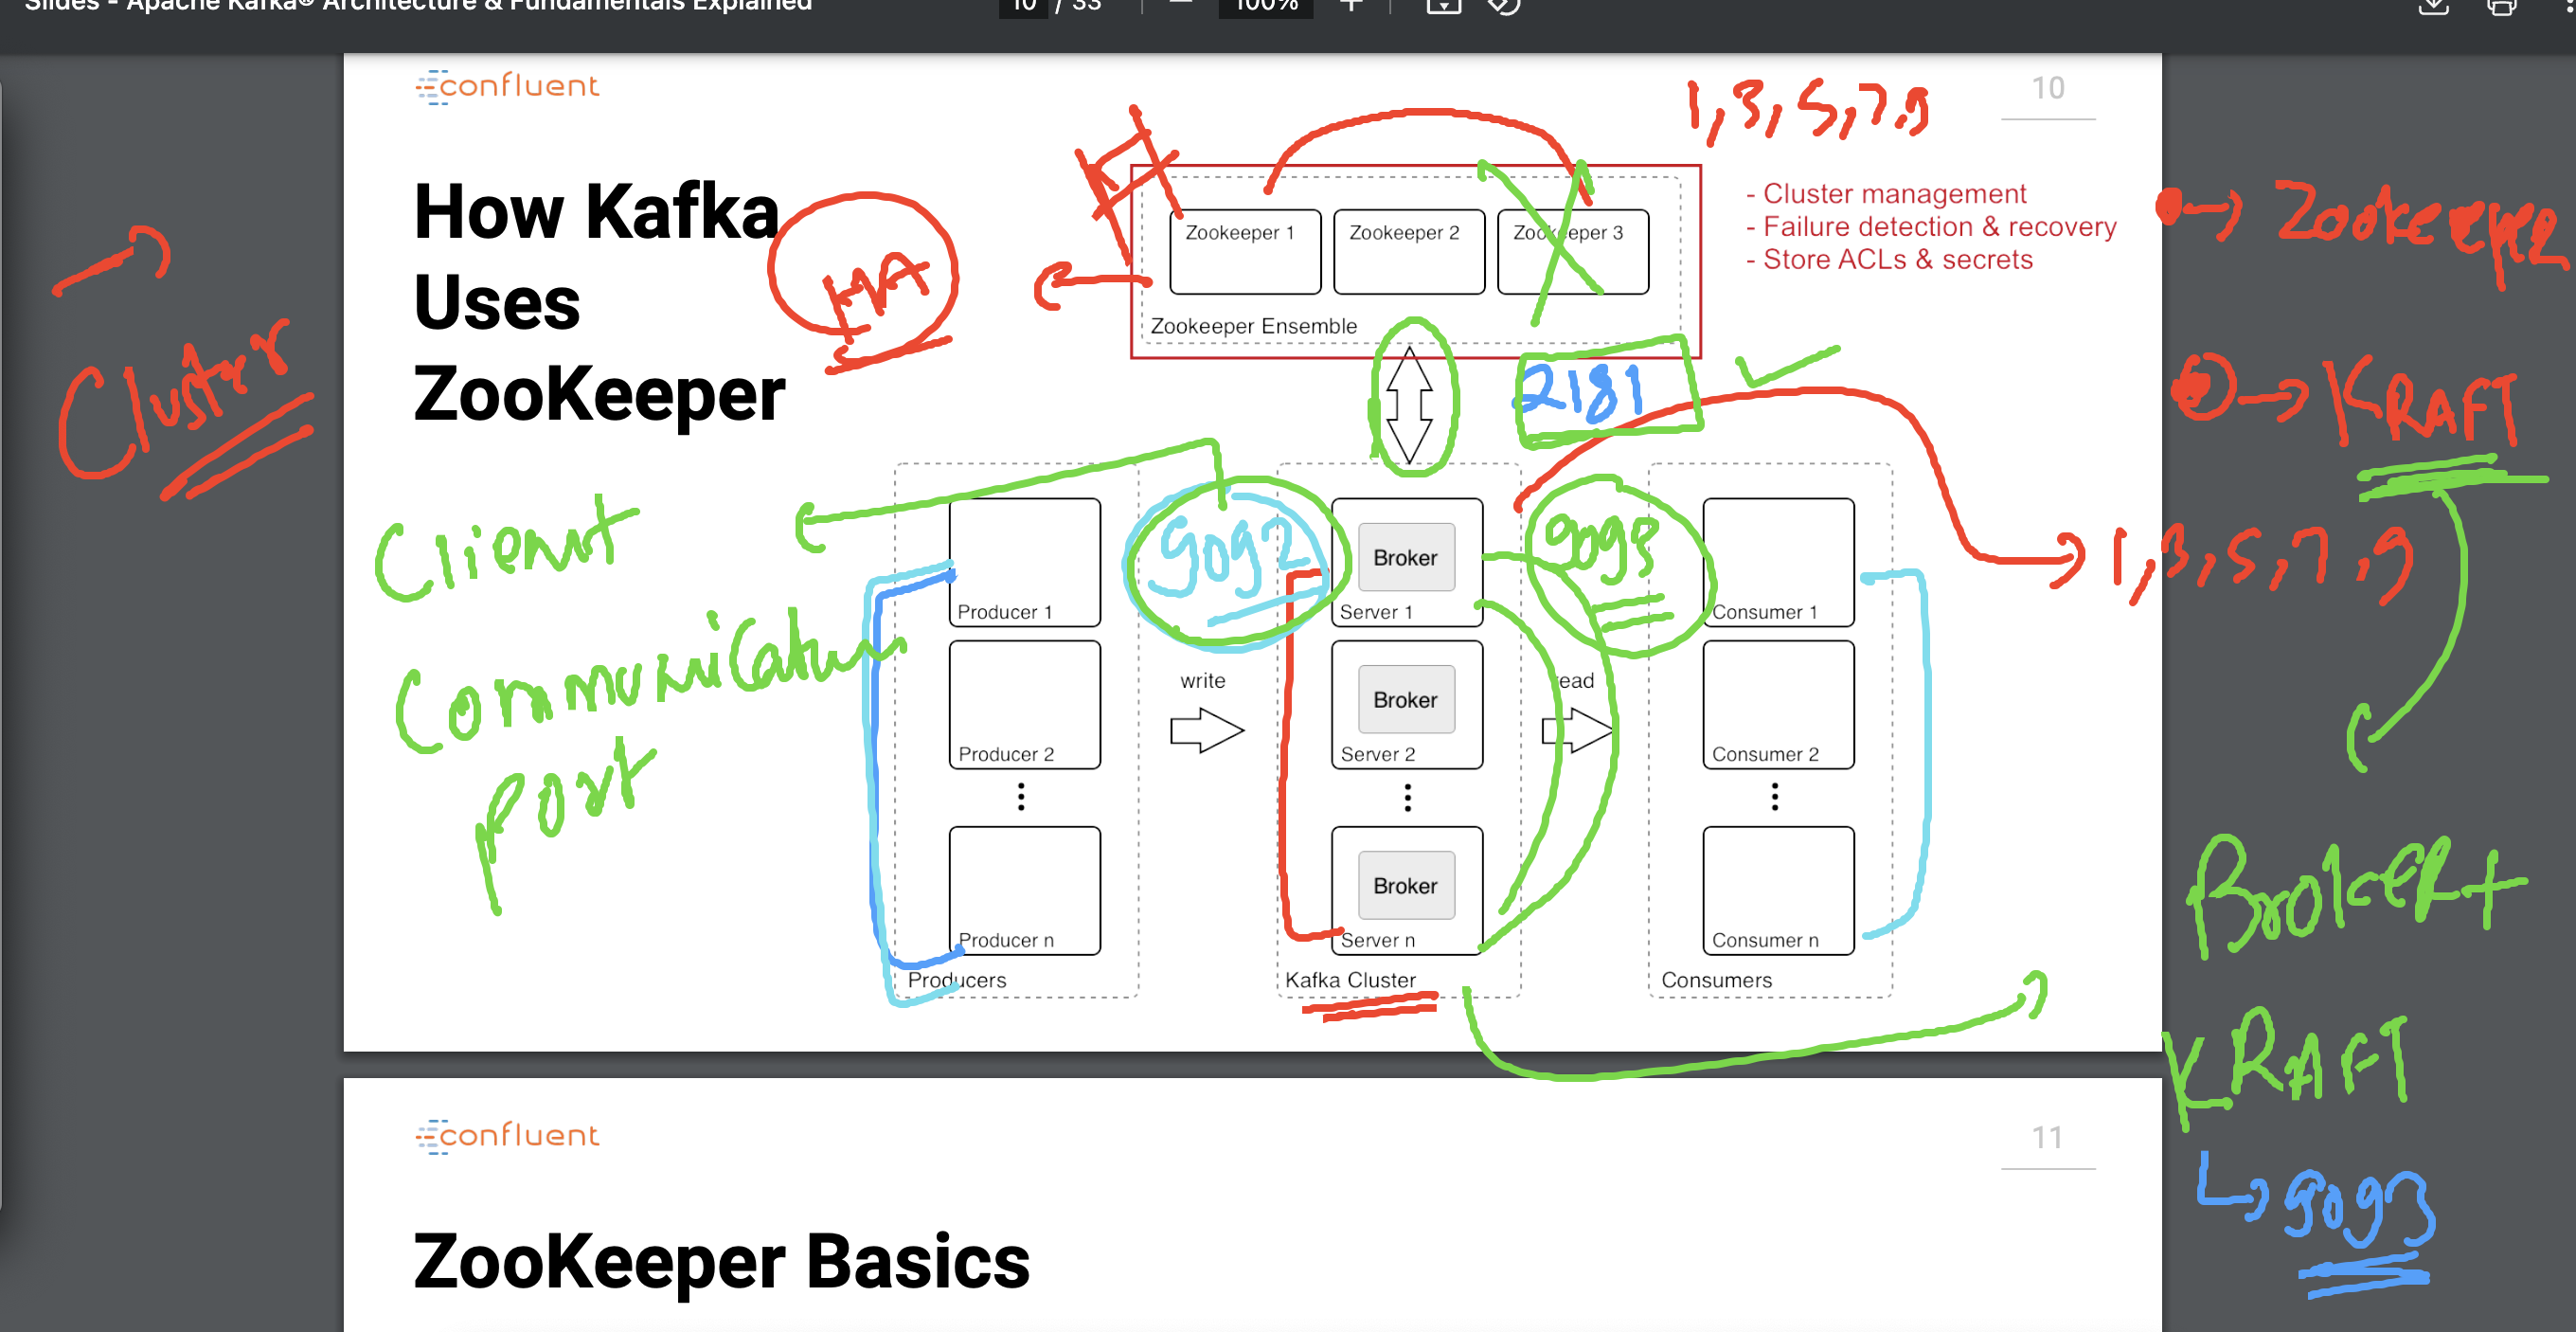 Slides - Apache Kafka® Architecture & Fundamentals Explained
10 / 33
100%
confluent
10
1,3,5,7,9
How Kafka
Uses
ZooKeeper
HA
Cluster
Zookeeper 1
Zookeeper 2
Zookeeper 3
Zookeeper Ensemble
- Cluster management
- Failure detection & recovery
- Store ACLs & secrets
Zookeeper
KRAFT
2181
1,3,5,7,9
Client
Communication
port
9092
9093
Producer 1
Producer 2
Producer n
Producers
write
Broker
Server 1
Broker
Server 2
Broker
Server n
Kafka Cluster
read
Consumer 1
Consumer 2
Consumer n
Consumers
Broker+
KRAFT
9093
confluent
11
ZooKeeper Basics